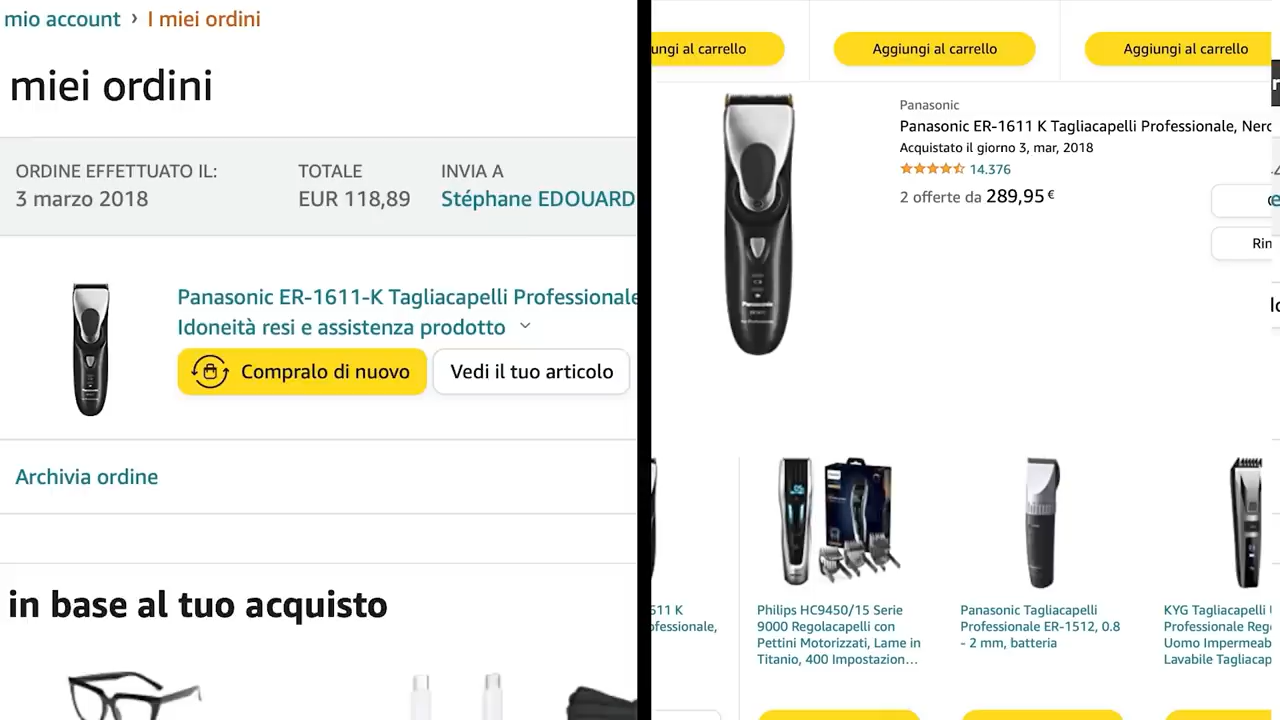 mio account › I miei ordini
miei ordini
ORDINE EFFETTUATO IL:
3 marzo 2018
TOTALE
EUR 118,89
INVIA A
Stéphane EDOUARD
Panasonic ER-1611-K Tagliacapelli Professionale
Idoneità resi e assistenza prodotto
Compralo di nuovo
Vedi il tuo articolo
Archivia ordine
in base al tuo acquisto
ungi al carrello
Aggiungi al carrello
Aggiungi al carrello
Panasonic
Panasonic ER-1611 K Tagliacapelli Professionale, Nero
Acquistato il giorno 3, mar, 2018
14.376
2 offerte da 289,95 €
Rin
511 K
ofessionale,
Philips HC9450/15 Serie
9000 Regolacapelli con
Pettini Motorizzati, Lame in
Titanio, 400 Impostazion…
Panasonic Tagliacapelli
Professionale ER-1512, 0.8
- 2 mm, batteria
KYG Tagliacapelli
Professionale Reg
Uomo Impermeab
Lavabile Tagliacap